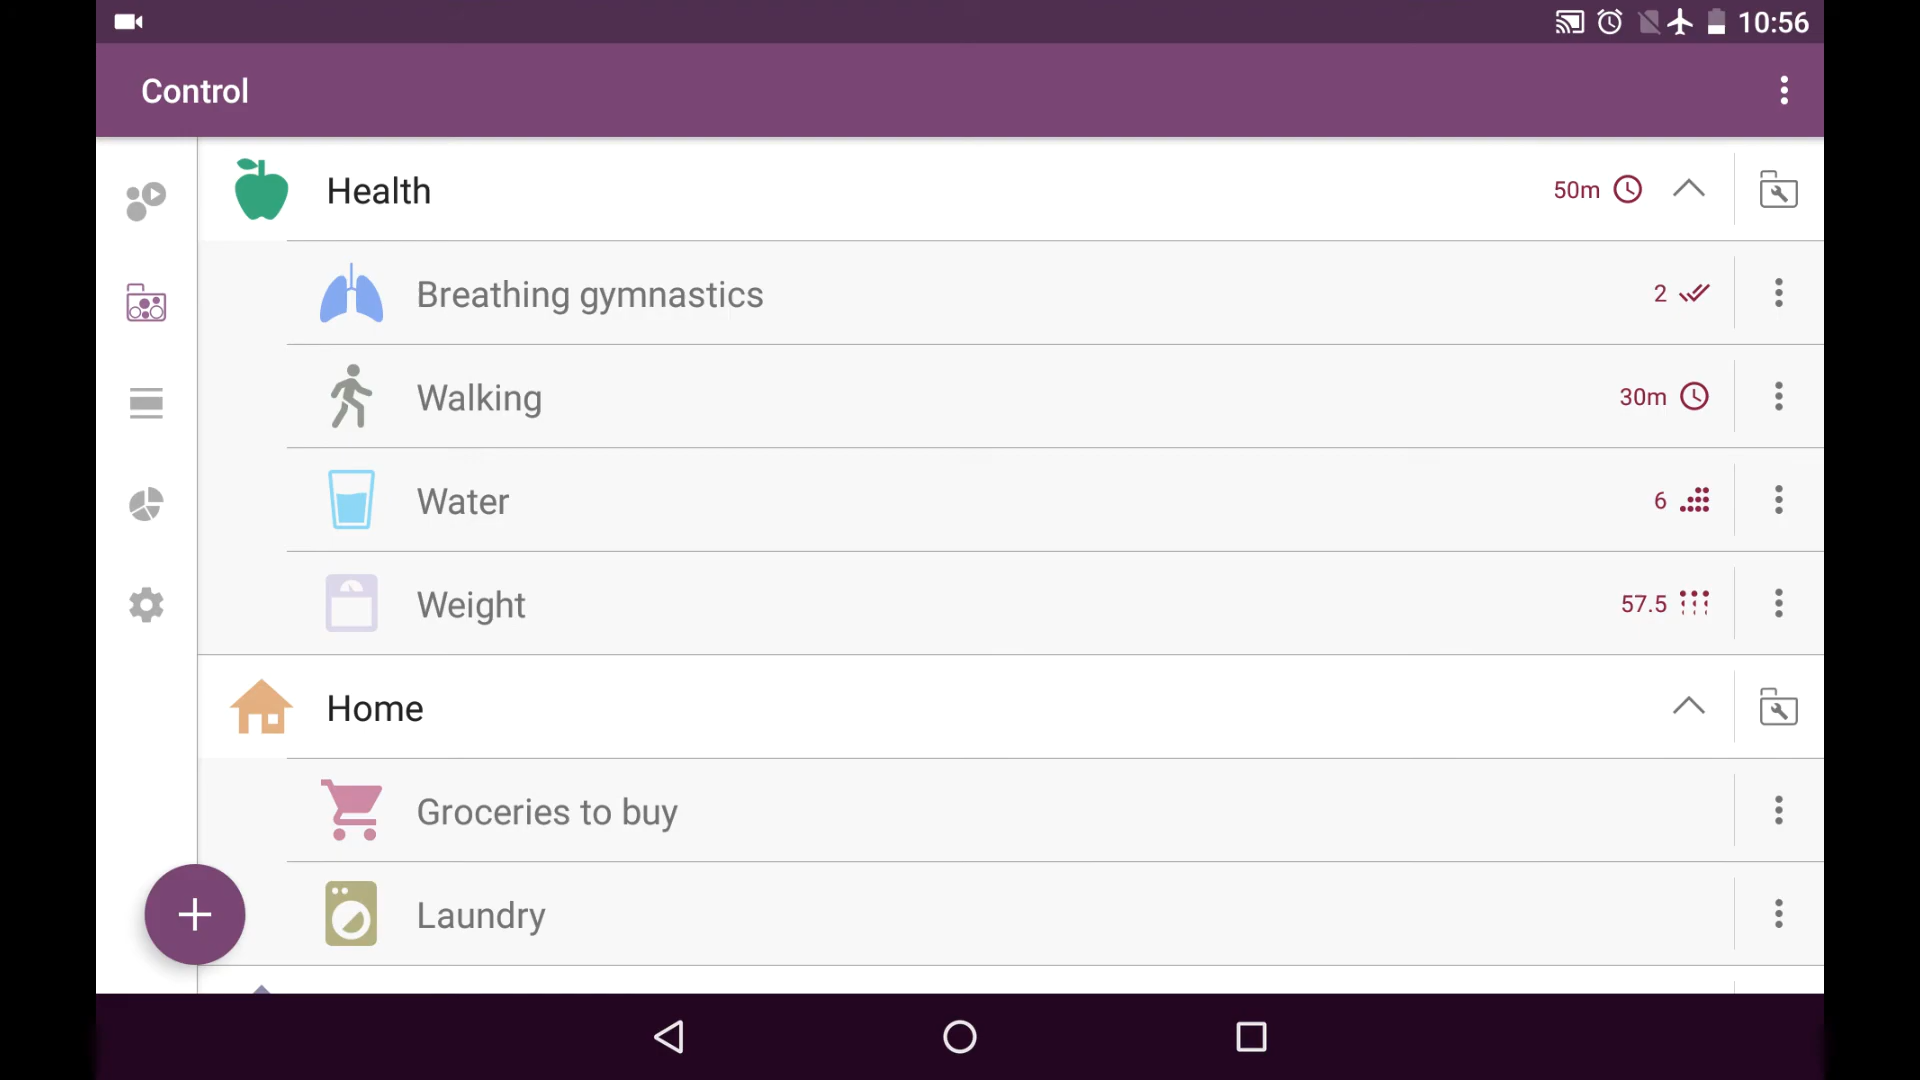 10:56
Control
Health
50m
Breathing gymnastics
2
Walking
30m
Water
6
Weight
57.5
Home
Groceries to buy
Laundry